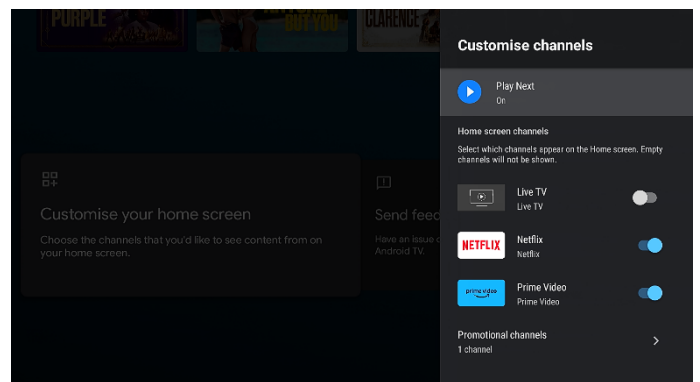 PURPLE
OUT YOU
CLARENCE
Customise channels
Play Next
On
Home screen channels
Select which channels appear on the Home screen. Empty
channels will not be shown.
Live TV
Live TV
NETFLIX
Netflix
Netflix
prime video
Prime Video
Prime Video
Promotional channels
1 channel
Customise your home screen
Choose the channels that you'd like to see content from on
your home screen.
Send feed
Have an issue
Android TV.